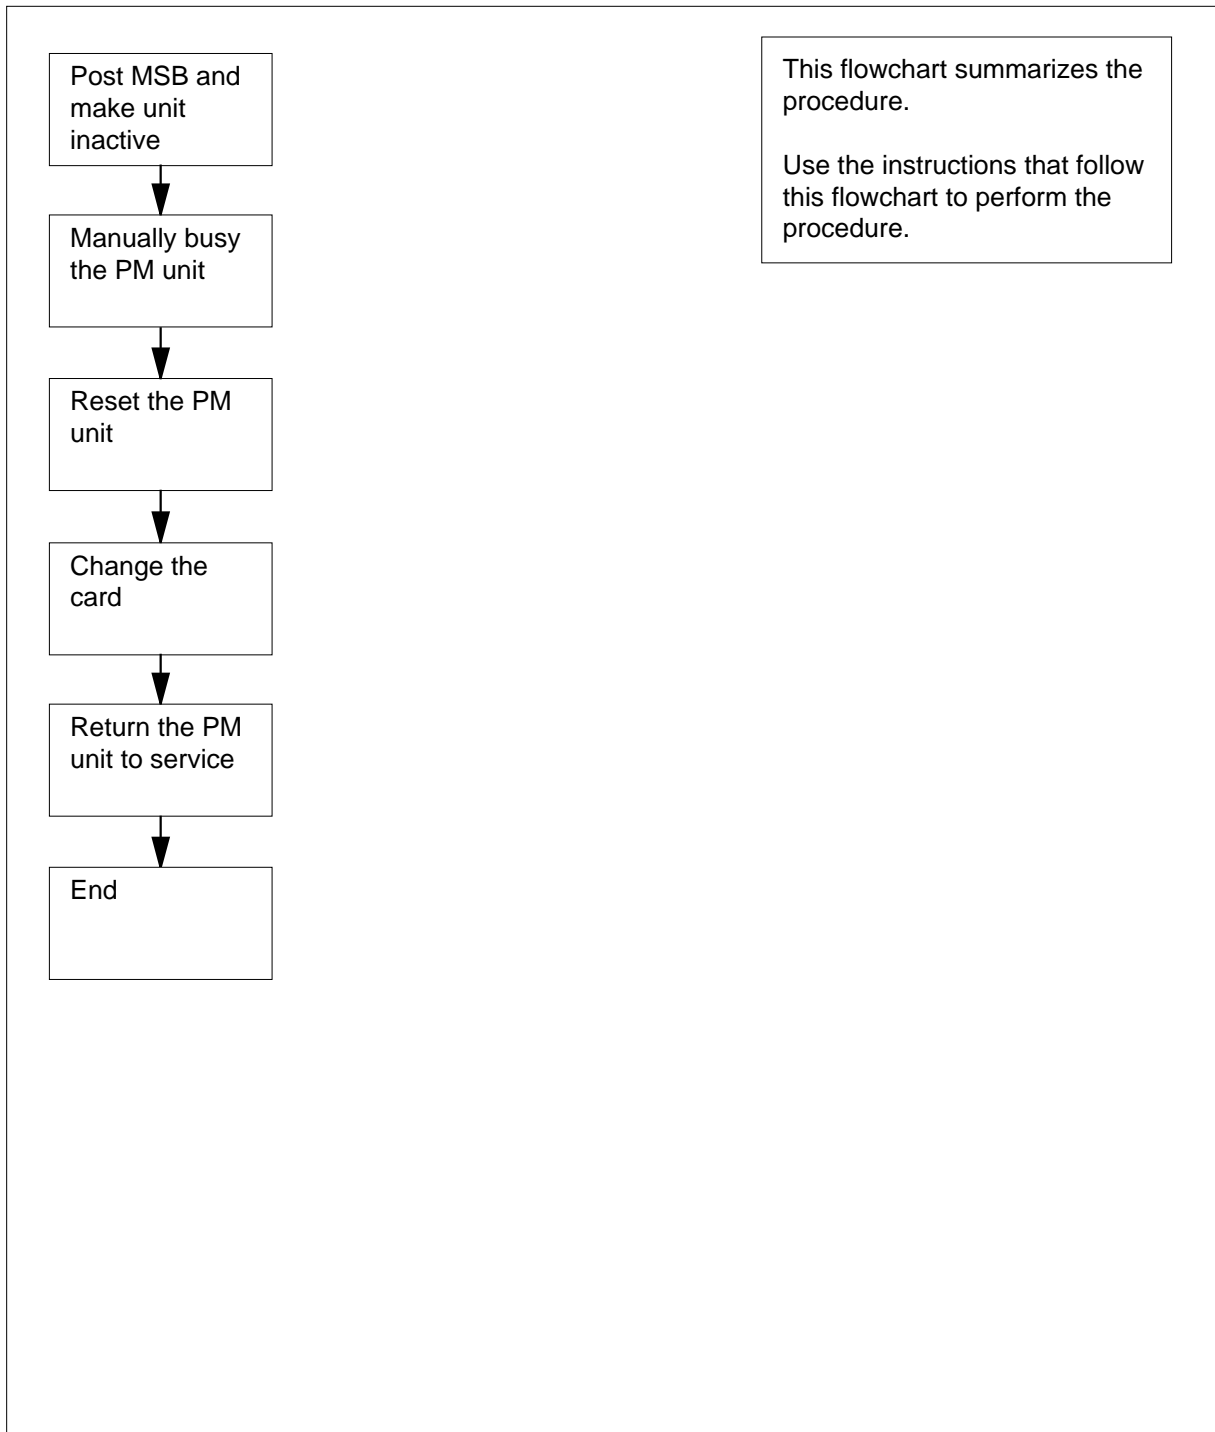 Post MSB and
make unit
inactive
Manually busy
the PM unit
Reset the PM
unit
Change the
card
Return the PM
unit to service
End
This flowchart summarizes the
procedure.
Use the instructions that follow
this flowchart to perform the
procedure.